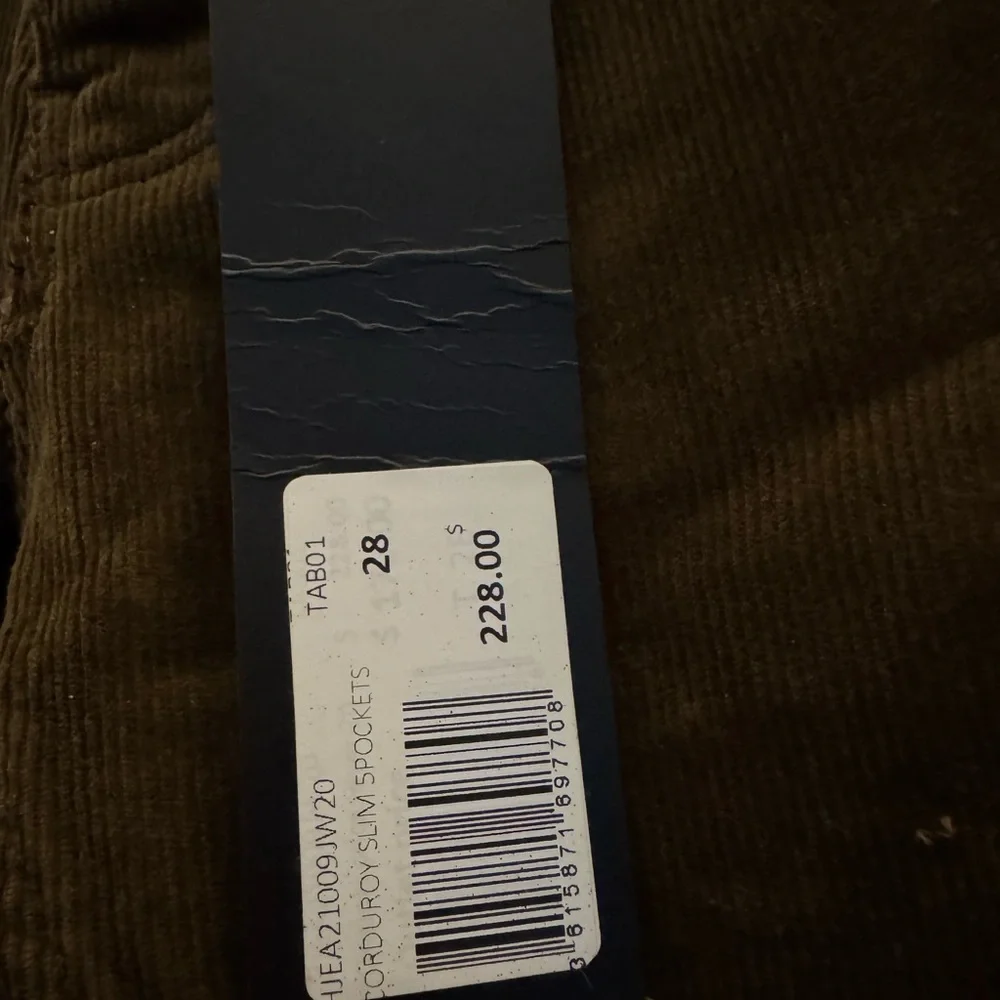 HJEA21009JW20 TAB01
CORDUROY SLIM 5POCKETS
28
$
228.00
3615871697708